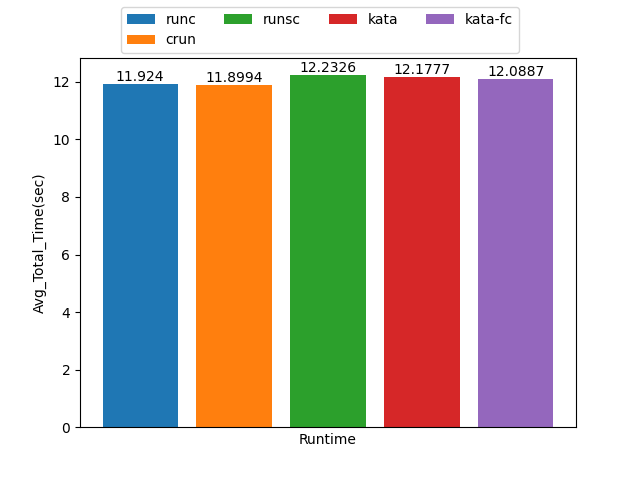 runc runsc kata kata-fc
crun
11.924 11.8994 12.2326 12.1777 12.0887
12
10
8
6
4
2
0
Avg_Total_Time(sec)
Runtime